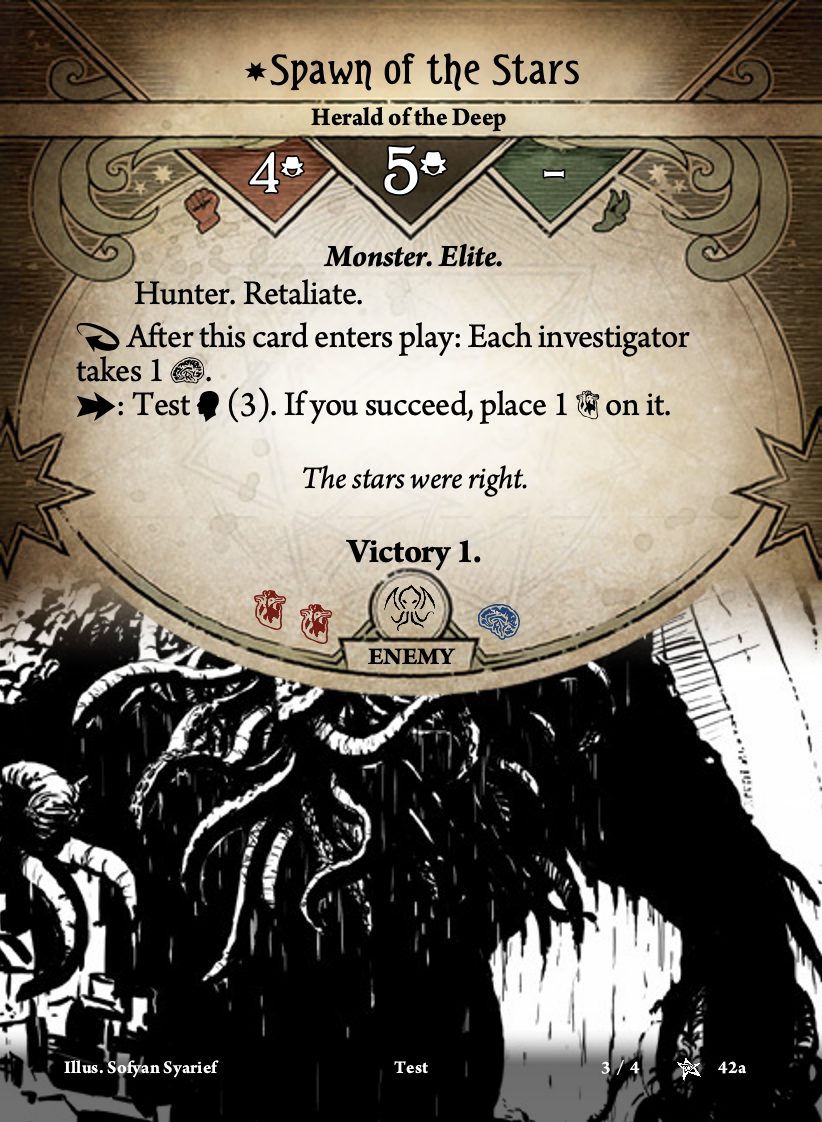 Spawn of the Stars
Herald of the Deep
4 5 –
Monster. Elite.
Hunter. Retaliate.
After this card enters play: Each investigator
takes 1 .
: Test (3). If you succeed, place 1 on it.
The stars were right.
Victory 1.
ENEMY
Illus. Sofyan Syarief Test 3 / 4 42a